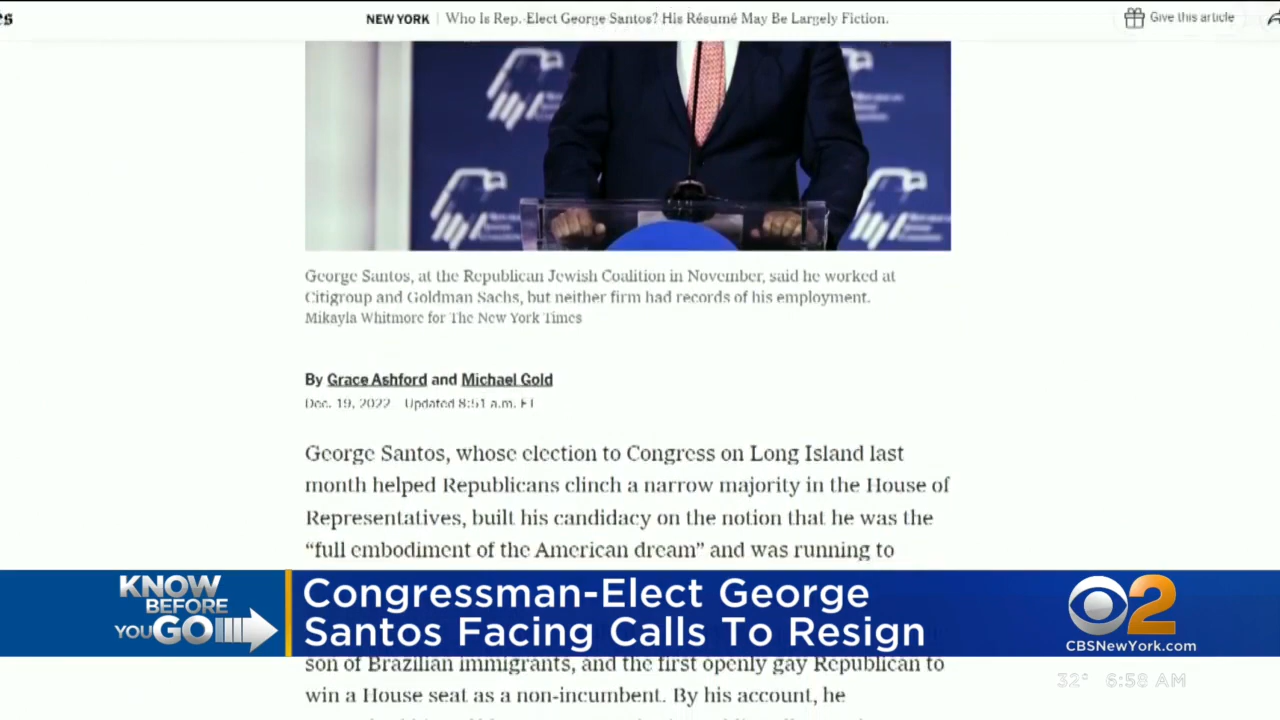 es
NEW YORK | Who Is Rep.-Elect George Santos? His Résumé May Be Largely Fiction.
Give this article
George Santos, at the Republican Jewish Coalition in November, said he worked at
Citigroup and Goldman Sachs, but neither firm had records of his employment.
Mikayla Whitmore for The New York Times
By Grace Ashford and Michael Gold
Dec. 19, 2022 Updated 8:51 a.m. ET
George Santos, whose election to Congress on Long Island last
month helped Republicans clinch a narrow majority in the House of
Representatives, built his candidacy on the notion that he was the
“full embodiment of the American dream” and was running to
KNOW
BEFORE
YOU GO
Congressman-Elect George
Santos Facing Calls To Resign
2
CBSNewYork.com
son of Brazilian immigrants, and the first openly gay Republican to
win a House seat as a non-incumbent. By his account, he
32° 6:58 AM